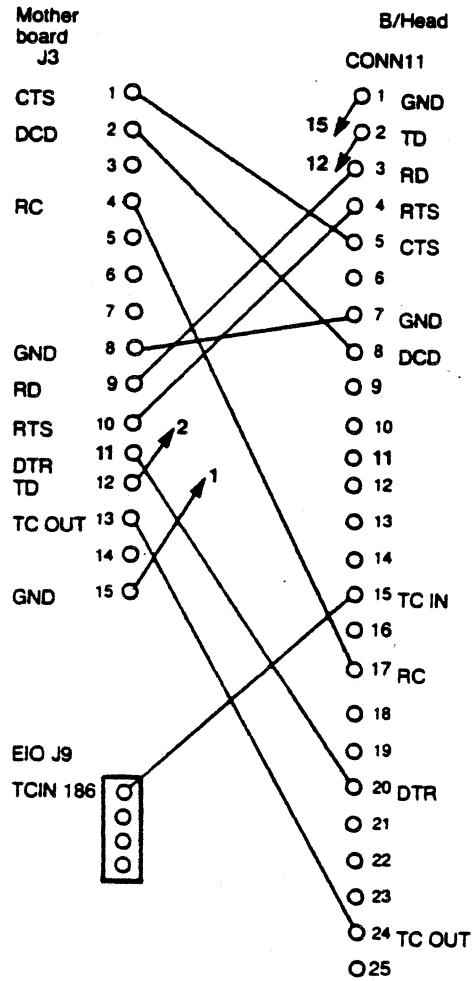 Mother
board
J3
CTS 1
DCD 2
3
RC 4
5
6
7
GND 8
RD 9
RTS 10
DTR 11
TD 12
TC OUT 13
14
GND 15
2
1
EIO J9
TCIN 186
B/Head
CONN11
15
12
1 GND
2 TD
3 RD
4 RTS
5 CTS
6
7 GND
8 DCD
9
10
11
12
13
14
15 TC IN
16
17 RC
18
19
20 DTR
21
22
23
24 TC OUT
25